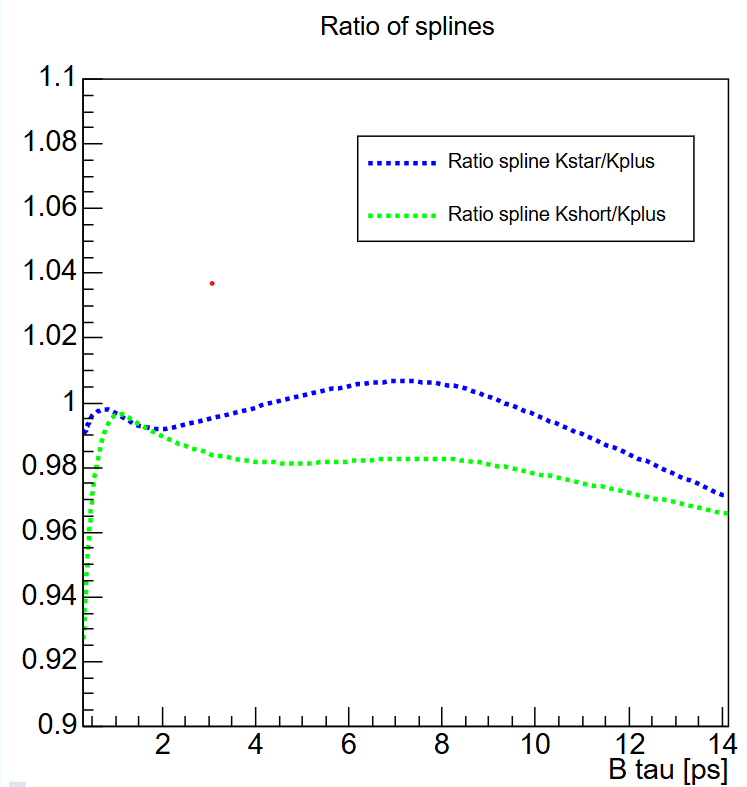 Ratio of splines
1.1
1.08
1.06
1.04
1.02
1
0.98
0.96
0.94
0.92
0.9
Ratio spline Kstar/Kplus
Ratio spline Kshort/Kplus
2 4 6 8 10 12 14
B tau [ps]